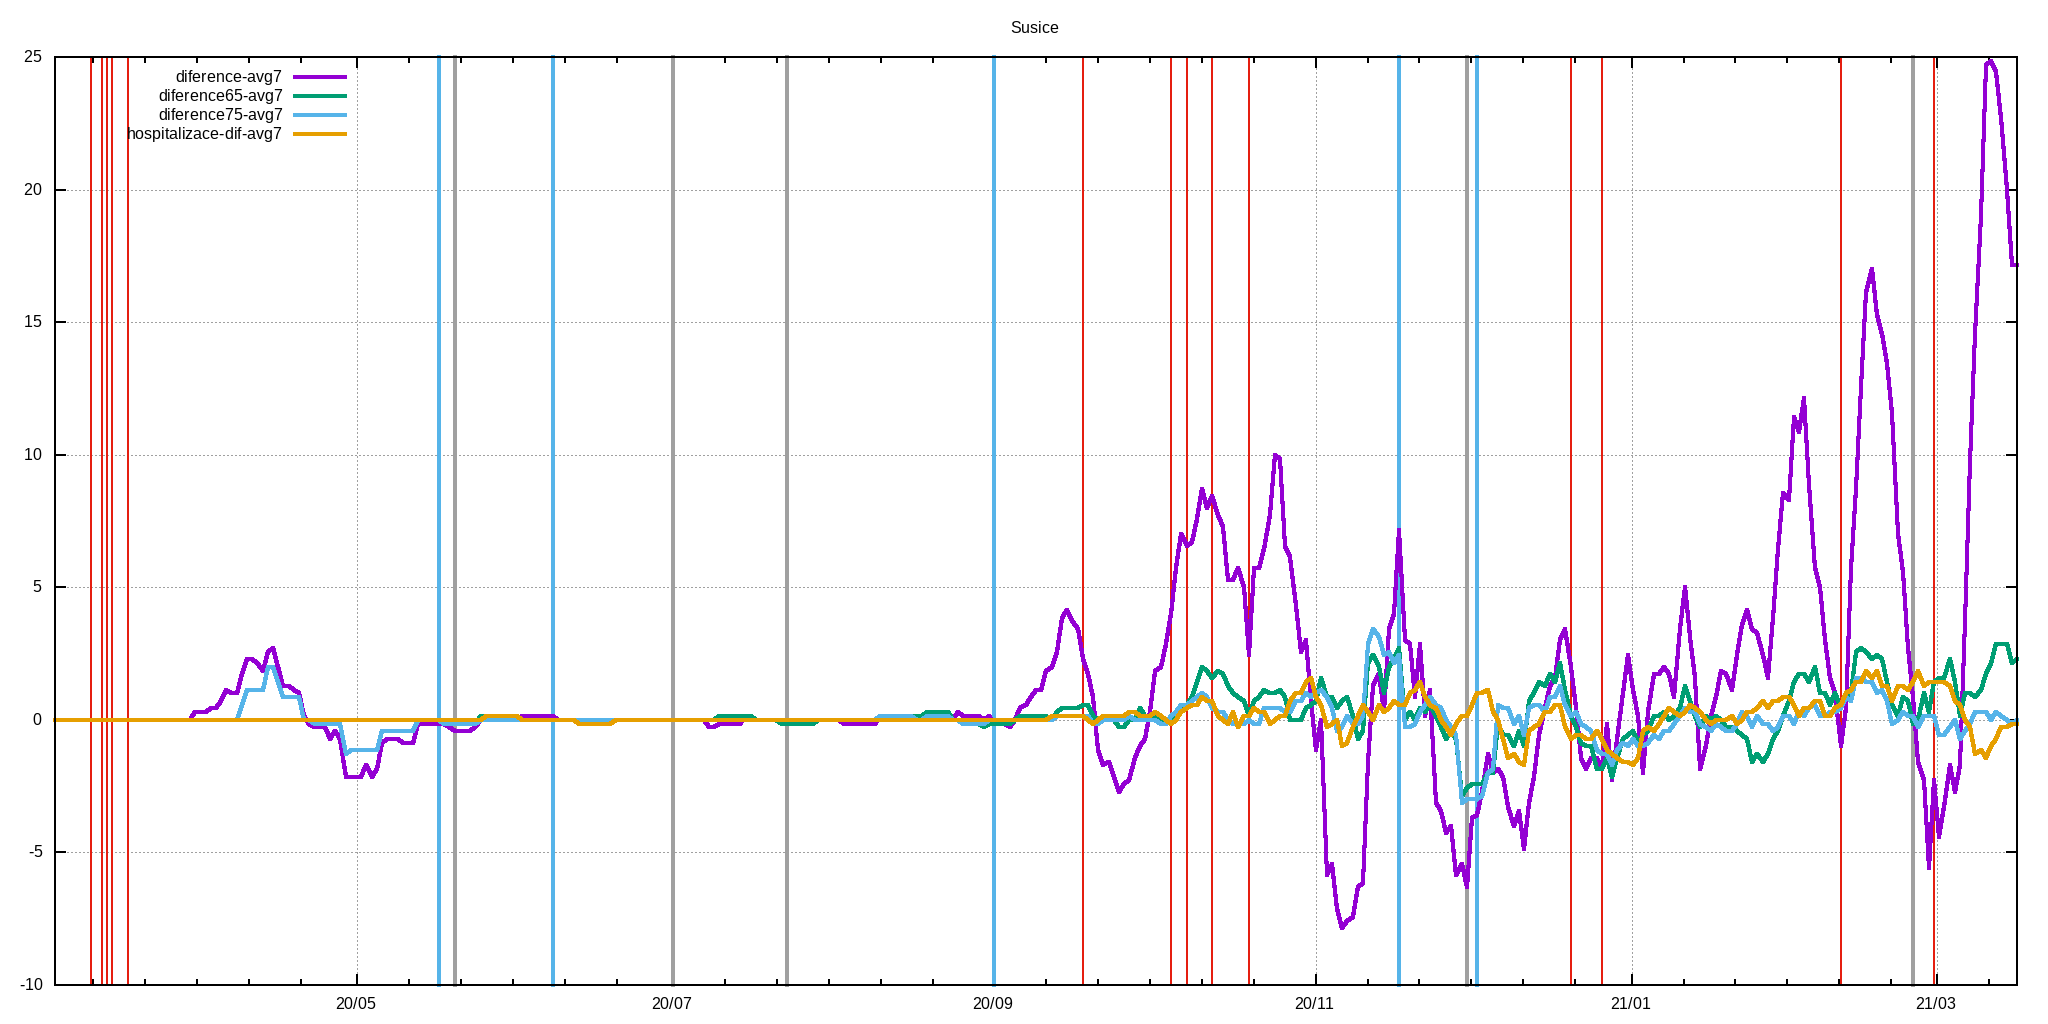 Susice
25
diference-avg7
diference65-avg7
diference75-avg7
hospitalizace-dif-avg7
20
15
10
5
0
-5
-10
20/05 20/07 20/09 20/11 21/01 21/03